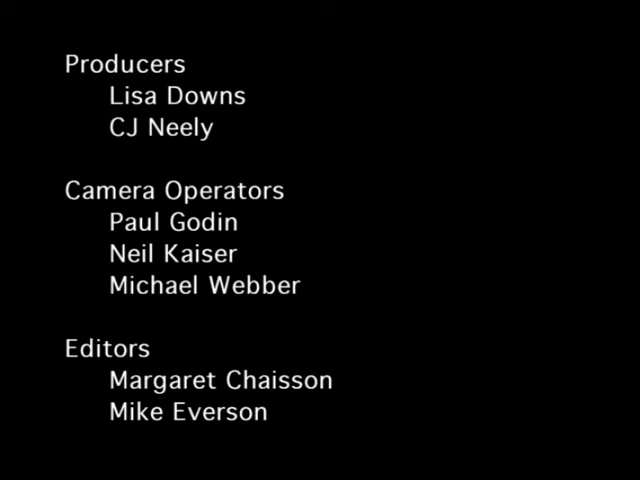 Producers
Lisa Downs
CJ Neely
Camera Operators
Paul Godin
Neil Kaiser
Michael Webber
Editors
Margaret Chaisson
Mike Everson